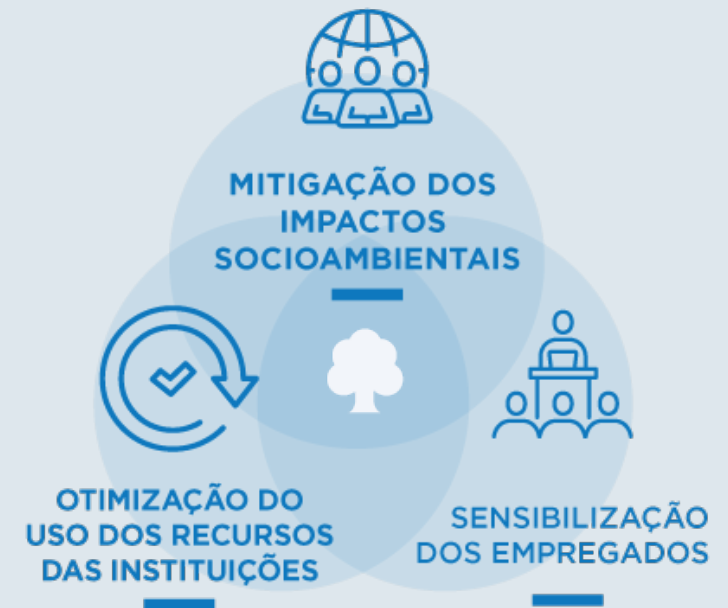 MITIGAÇÃO DOS
IMPACTOS
SOCIOAMBIENTAIS
OTIMIZAÇÃO DO
USO DOS RECURSOS
DAS INSTITUIÇÕES
SENSIBILIZAÇÃO
DOS EMPREGADOS